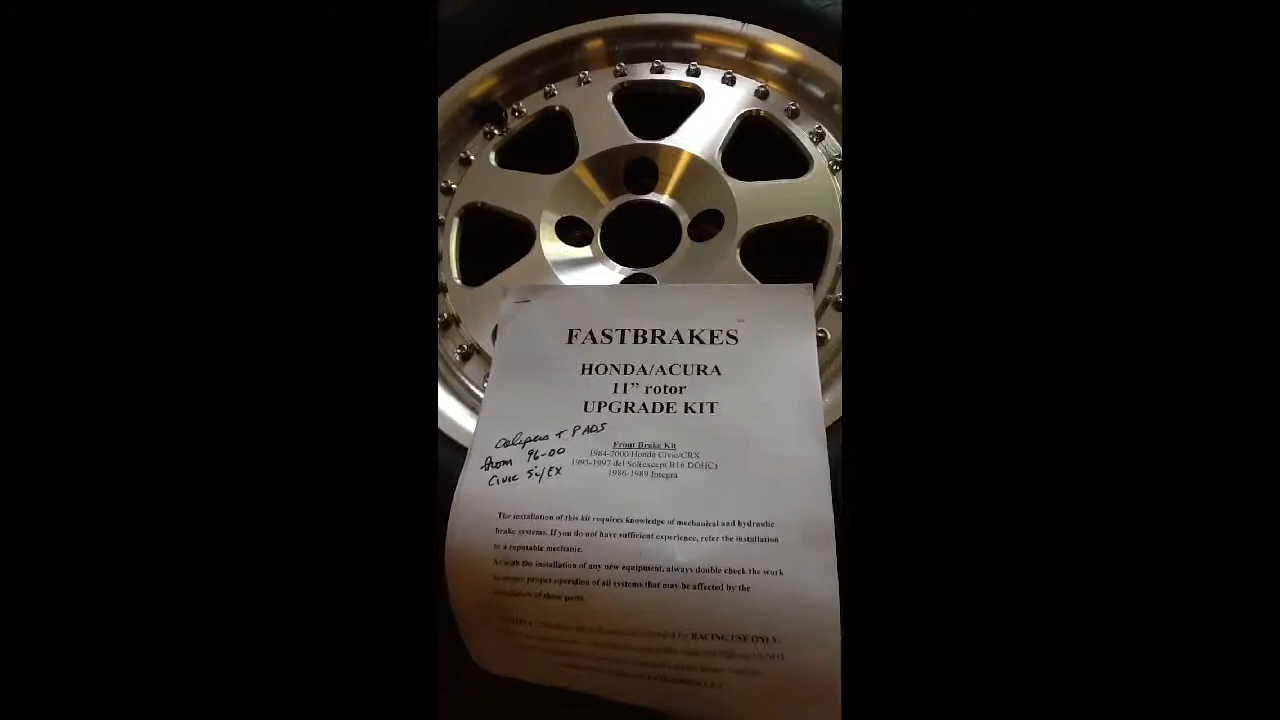 FASTBRAKES
HONDA/ACURA
11” rotor
UPGRADE KIT
Calipers + PADS
from 96-00
Civic Si/EX
Front Brake Kit
1984-2000 Honda Civic/CRX
1993-1997 del Sol(except B16 DOHC)
1986-1989 Integra
The installation of this kit requires knowledge of mechanical and hydraulic
brake systems. If you do not have sufficient experience, refer the installation
to a reputable mechanic.
As with the installation of any new equipment, always double check the work
to ensure proper operation of all systems that may be affected by the
installation of these parts.
RACING USE ONLY.
NOT